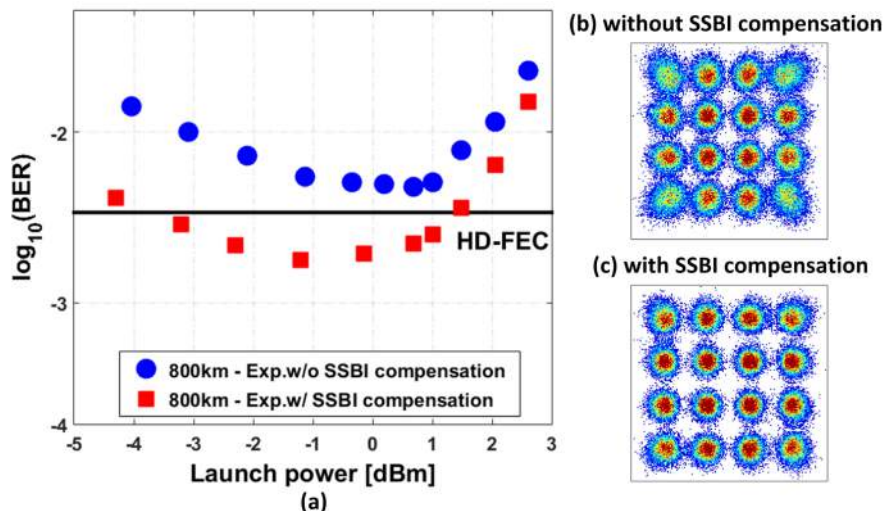 (b) without SSBI compensation
-2
log10(BER)
HD-FEC
(c) with SSBI compensation
-3
800km - Exp.w/o SSBI compensation
800km - Exp.w/ SSBI compensation
-4
-5 -4 -3 -2 -1 0 1 2 3
Launch power [dBm]
(a)